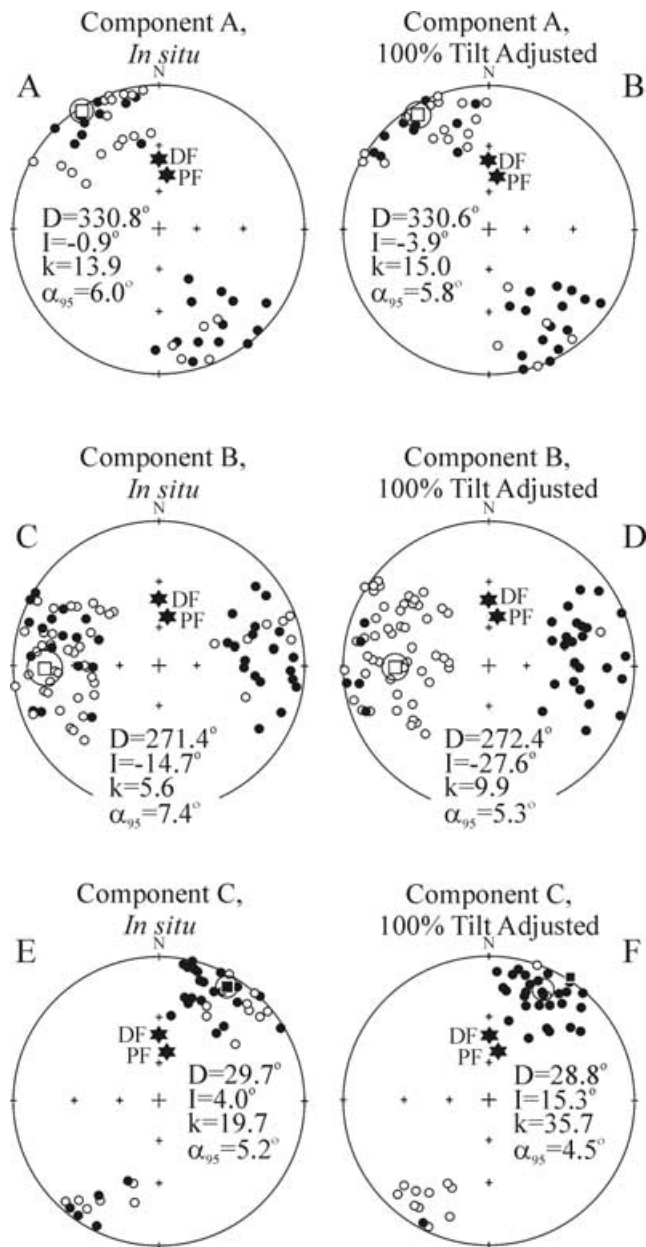 Component A,
In situ
A
N
DF
PF
D=330.8°
I=-0.9°
k=13.9
α95=6.0°
Component A,
100% Tilt Adjusted
B
N
DF
PF
D=330.6°
I=-3.9°
k=15.0
α95=5.8°
Component B,
In situ
C
N
DF
PF
D=271.4°
I=-14.7°
k=5.6
α95=7.4°
Component B,
100% Tilt Adjusted
D
N
DF
PF
D=272.4°
I=-27.6°
k=9.9
α95=5.3°
Component C,
In situ
E
N
DF
PF
D=29.7°
I=4.0°
k=19.7
α95=5.2°
Component C,
100% Tilt Adjusted
F
N
DF
PF
D=28.8°
I=15.3°
k=35.7
α95=4.5°